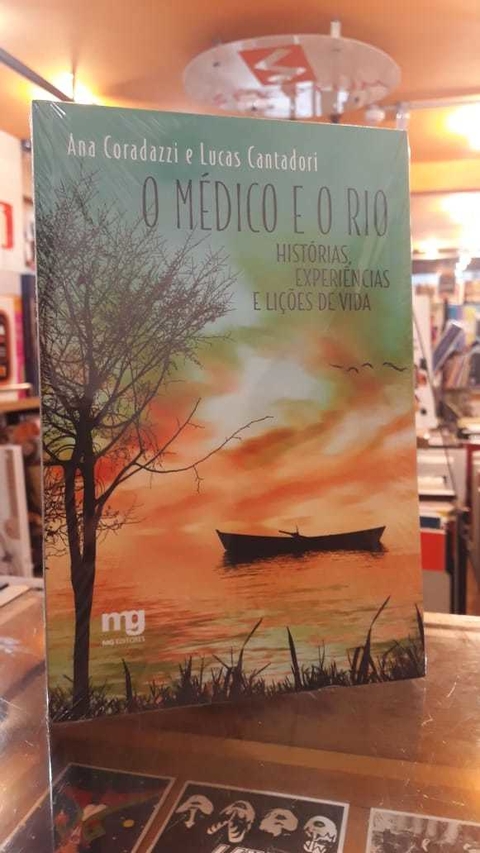 Ana Coradazzi e Lucas Cantadori
O MÉDICO E O RIO
HISTÓRIAS,
EXPERIÊNCIAS
E LIÇÕES DE VIDA
mg
MG EDITORES